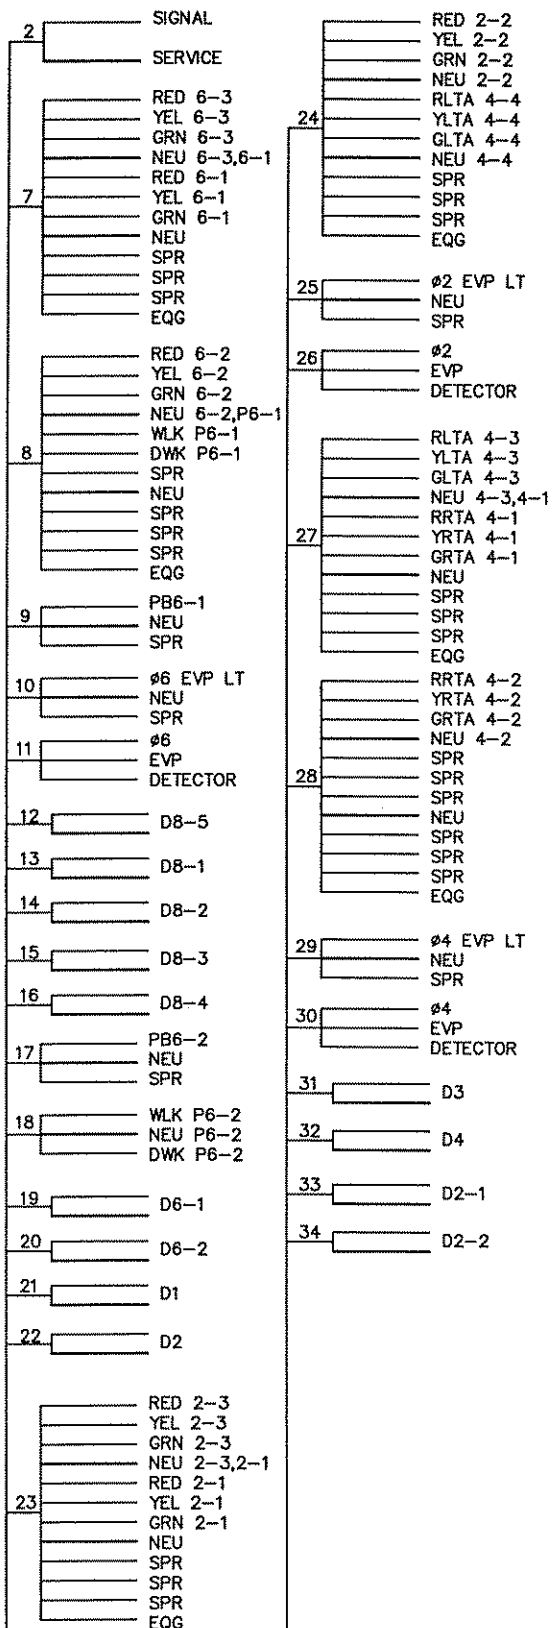 2
SIGNAL
SERVICE
7
RED 6-3
YEL 6-3
GRN 6-3
NEU 6-3,6-1
RED 6-1
YEL 6-1
GRN 6-1
NEU
SPR
SPR
SPR
EQG
8
RED 6-2
YEL 6-2
GRN 6-2
NEU 6-2,P6-1
WLK P6-1
DWK P6-1
SPR
NEU
SPR
SPR
SPR
EQG
9
PB6-1
NEU
SPR
10
ø6 EVP LT
NEU
SPR
11
ø6
EVP
DETECTOR
12 D8-5
13 D8-1
14 D8-2
15 D8-3
16 D8-4
17
PB6-2
NEU
SPR
18
WLK P6-2
NEU P6-2
DWK P6-2
19 D6-1
20 D6-2
21 D1
22 D2
23
RED 2-3
YEL 2-3
GRN 2-3
NEU 2-3,2-1
RED 2-1
YEL 2-1
GRN 2-1
NEU
SPR
SPR
SPR
EQG
24
RED 2-2
YEL 2-2
GRN 2-2
NEU 2-2
RLTA 4-4
YLTA 4-4
GLTA 4-4
NEU 4-4
SPR
SPR
SPR
EQG
25
ø2 EVP LT
NEU
SPR
26
ø2
EVP
DETECTOR
27
RLTA 4-3
YLTA 4-3
GLTA 4-3
NEU 4-3,4-1
RRTA 4-1
YRTA 4-1
GRTA 4-1
NEU
SPR
SPR
SPR
EQG
28
RRTA 4-2
YRTA 4-2
GRTA 4-2
NEU 4-2
SPR
SPR
SPR
NEU
SPR
SPR
SPR
EQG
29
ø4 EVP LT
NEU
SPR
30
ø4
EVP
DETECTOR
31 D3
32 D4
33 D2-1
34 D2-2